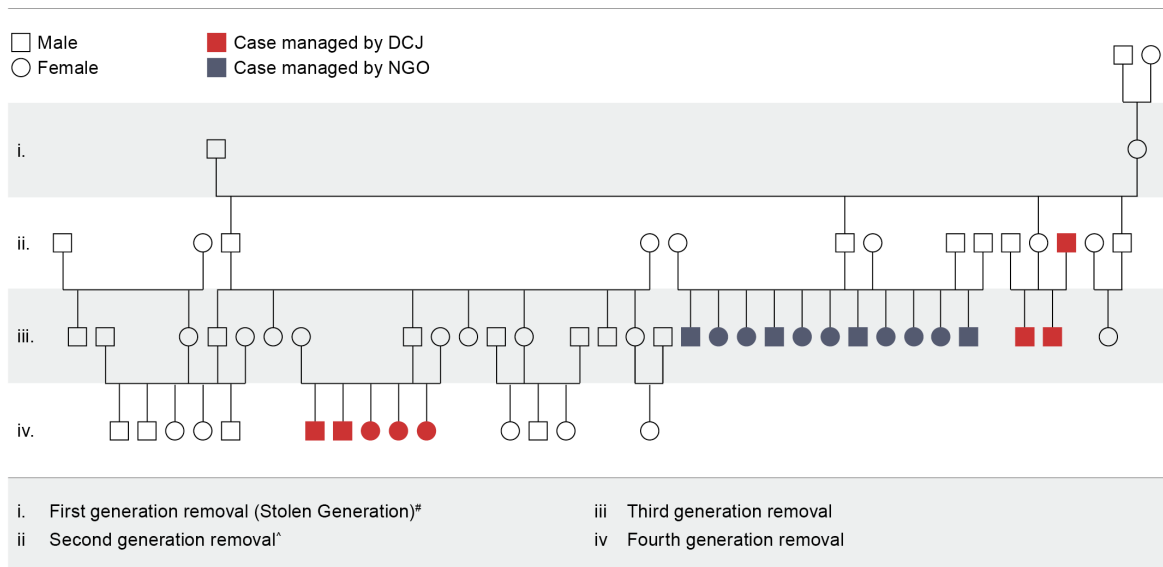 Male
Case managed by DCJ
Female
Case managed by NGO
i.
ii.
iii.
iv.
i. First generation removal (Stolen Generation)#
iii Third generation removal
ii Second generation removal^
iv Fourth generation removal